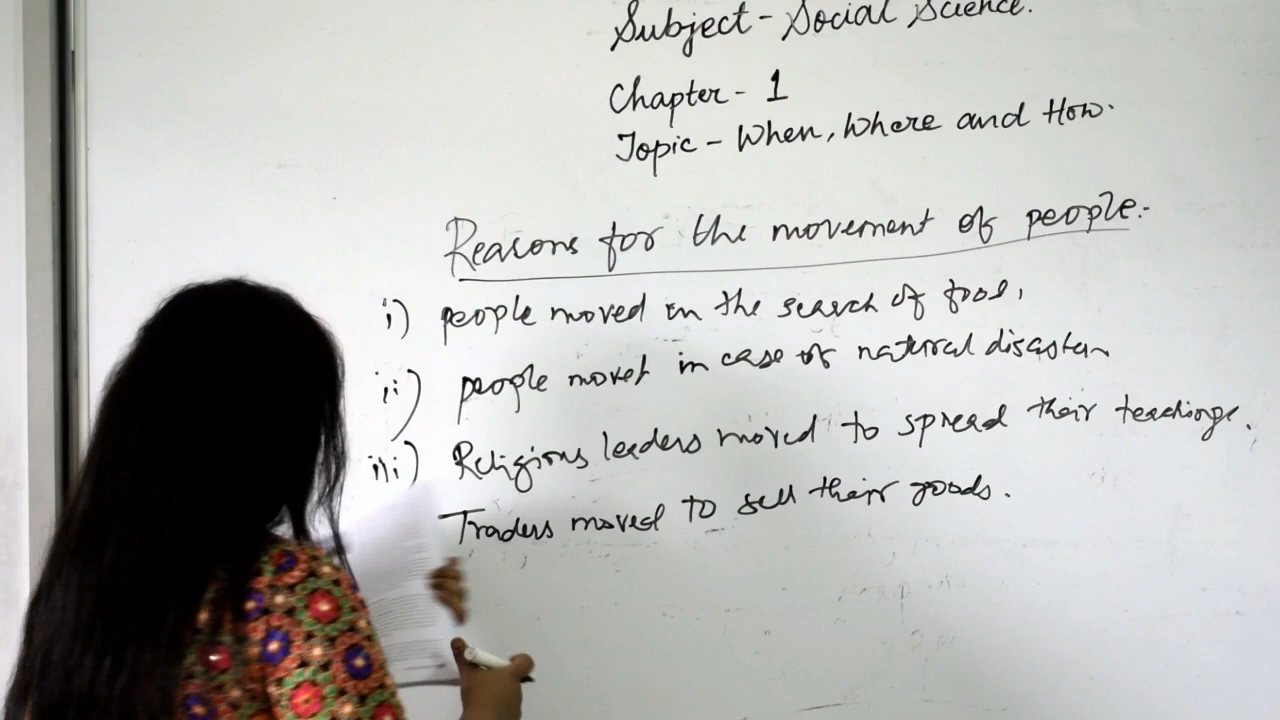 Subject - Social Science.
Chapter - 1
Topic - When, Where and How.
Reasons for the movement of people:-
i) people moved in the search of food,
ii) people moved in case of natural disaster
iii) Religious leaders moved to spread their teachings.
Traders moved to sell their goods.